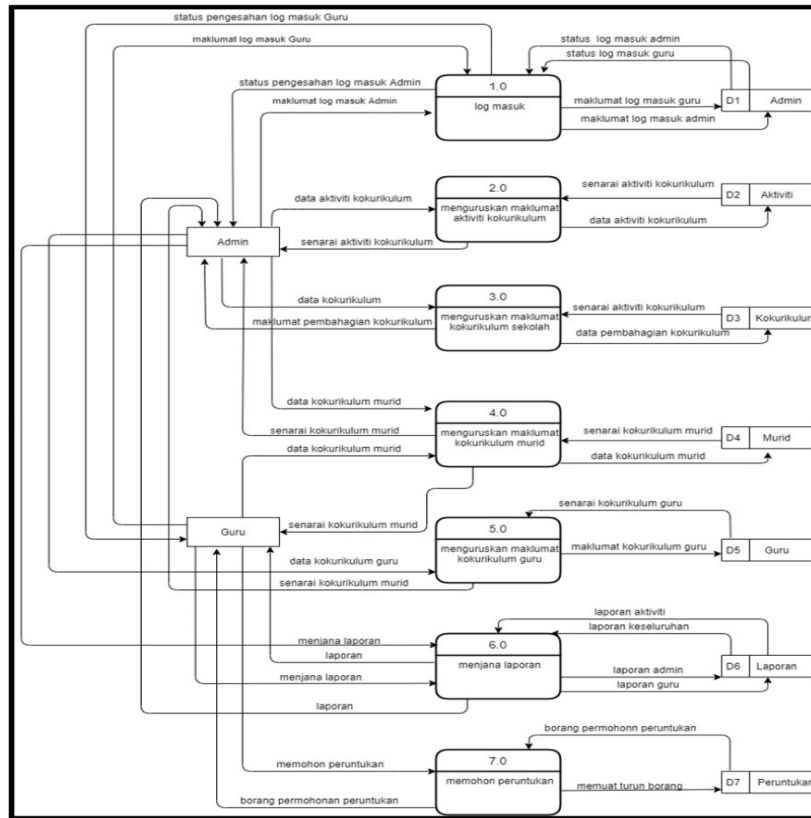 status pengesahan log masuk Guru
maklumat log masuk Guru
status log masuk admin
status log masuk guru
status pengesahan log masuk Admin
maklumat log masuk Admin
1.0
log masuk
maklumat log masuk guru
maklumat log masuk admin
D1 Admin
data aktiviti kokurikulum
senarai aktiviti kokurikulum
2.0
menguruskan maklumat
aktiviti kokurikulum
senarai aktiviti kokurikulum
data aktiviti kokurikulum
D2 Aktiviti
Admin
data kokurikulum
maklumat pembahagian kokurikulum
3.0
menguruskan maklumat
kokurikulum sekolah
senarai aktiviti kokurikulum
data pembahagian kokurikulum
D3 Kokurikulum
data kokurikulum murid
senarai kokurikulum murid
data kokurikulum murid
4.0
menguruskan maklumat
kokurikulum murid
senarai kokurikulum murid
data kokurikulum murid
D4 Murid
Guru
senarai kokurikulum murid
data kokurikulum guru
senarai kokurikulum murid
5.0
menguruskan maklumat
kokurikulum guru
senarai kokurikulum guru
maklumat kokurikulum guru
D5 Guru
menjana laporan
laporan
menjana laporan
laporan
6.0
menjana laporan
laporan aktiviti
laporan keseluruhan
laporan admin
laporan guru
D6 Laporan
memohon peruntukan
borang permohonan peruntukan
7.0
memohon peruntukan
borang permohonn peruntukan
memuat turun borang
D7 Peruntukan